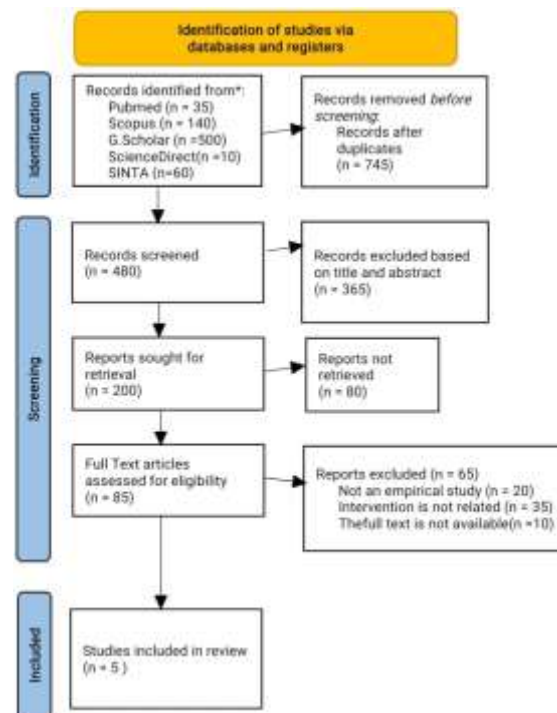 Identification of studies via
databases and registers
Identification
Records identified from*:
Pubmed (n = 35)
Scopus (n = 140)
G.Scholar (n =500)
ScienceDirect(n =10)
SINTA (n=60)
Records removed before
screening:
Records after
duplicates
(n = 745)
Screening
Records screened
(n = 480)
Records excluded based
on title and abstract
(n = 365)
Reports sought for
retrieval
(n = 200)
Reports not
retrieved
(n = 80)
Full Text articles
assessed for eligibility
(n = 85)
Reports excluded (n = 65)
Not an empirical study (n = 20)
Intervention is not related (n = 35)
Thefull text is not available(n =10)
Included
Studies included in review
(n = 5 )